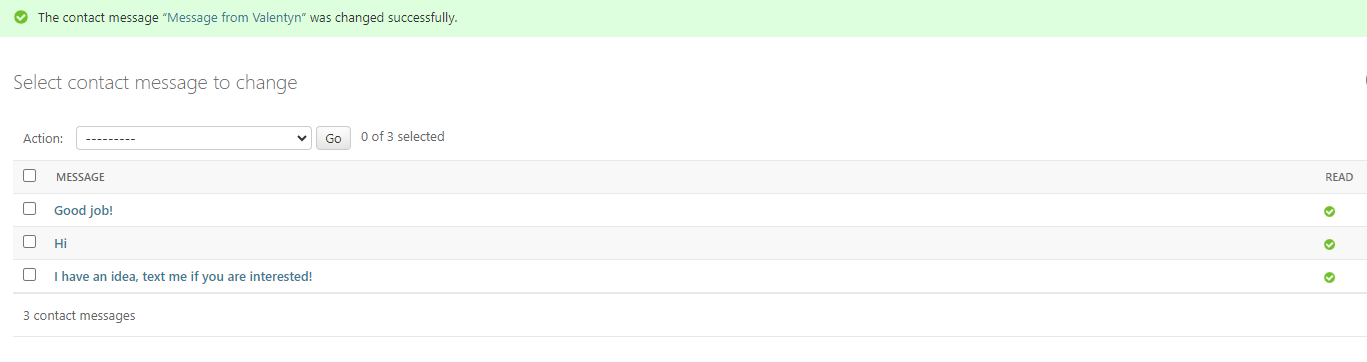 The contact message “Message from Valentyn” was changed successfully.
Select contact message to change
Action: --------- Go 0 of 3 selected
MESSAGE READ
Good job!
Hi
I have an idea, text me if you are interested!
3 contact messages